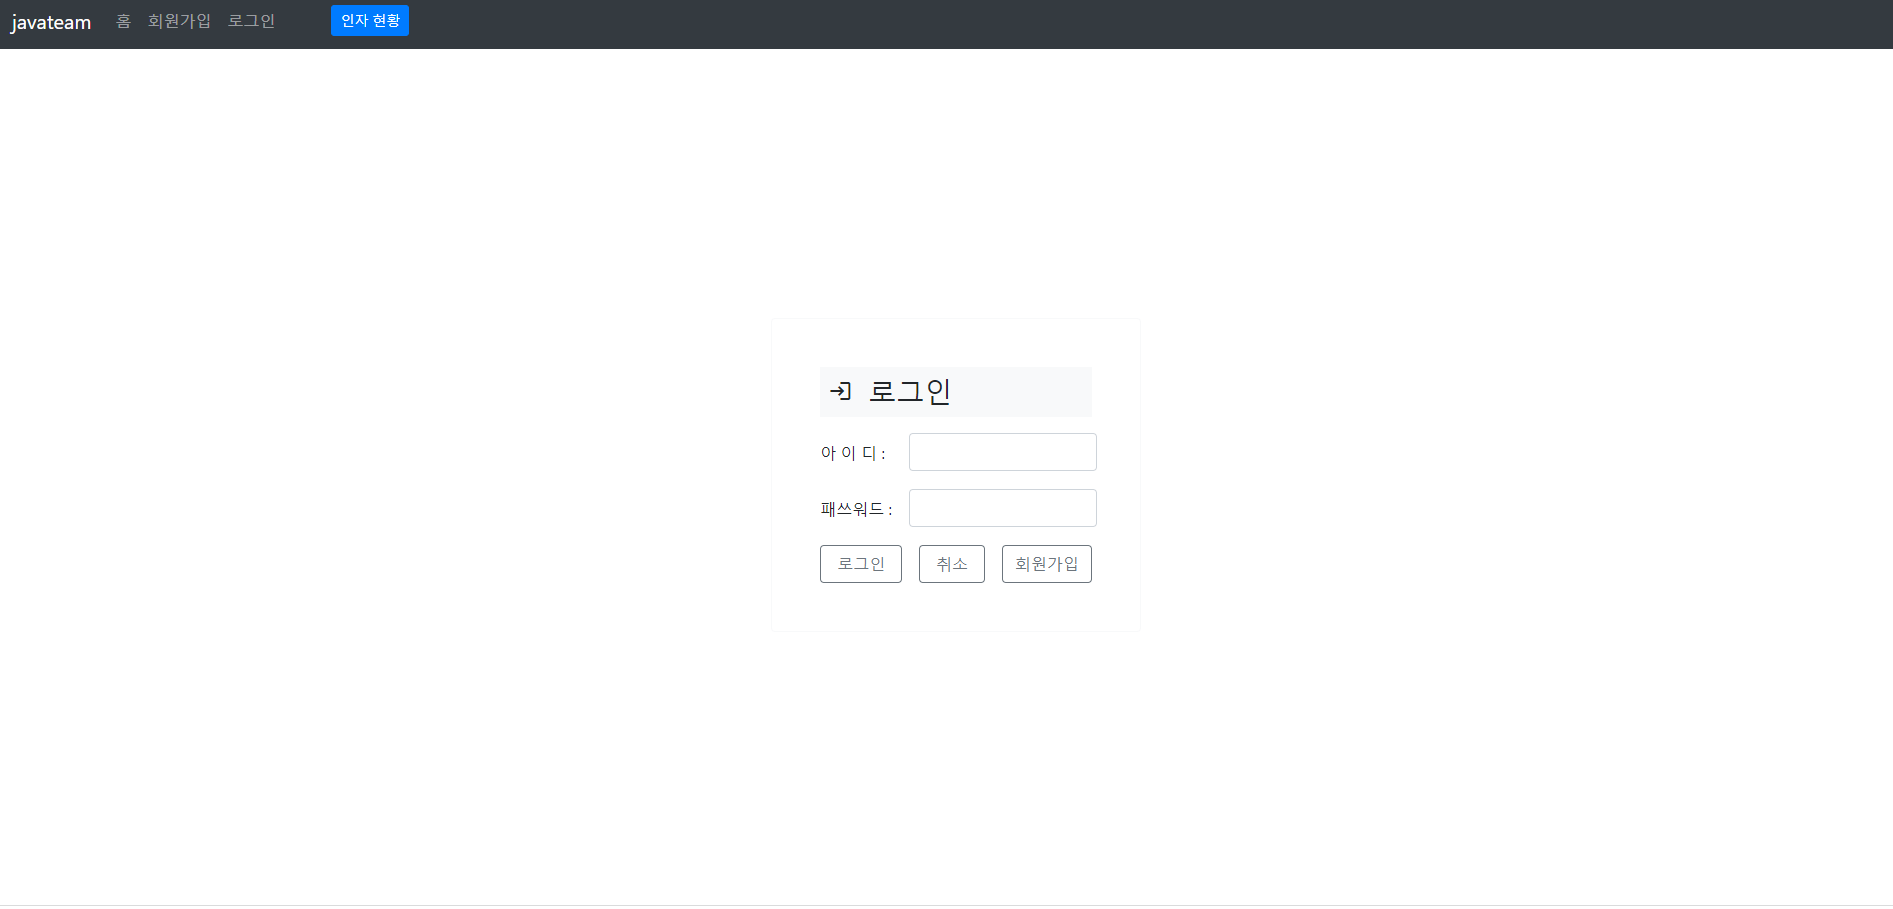 javateam 홈 회원가입 로그인 인자 현황
로그인
아 이 디 :
패쓰워드 :
로그인 취소 회원가입